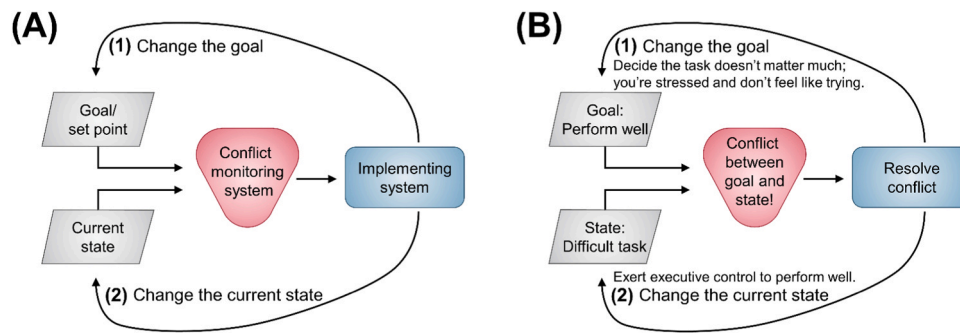 (A)
(1) Change the goal
Goal/
set point
Conflict
monitoring
system
Implementing
system
Current
state
(2) Change the current state
(B)
(1) Change the goal
Decide the task doesn't matter much;
you're stressed and don't feel like trying.
Goal:
Perform well
Conflict
between
goal and
state!
Resolve
conflict
State:
Difficult task
Exert executive control to perform well.
(2) Change the current state